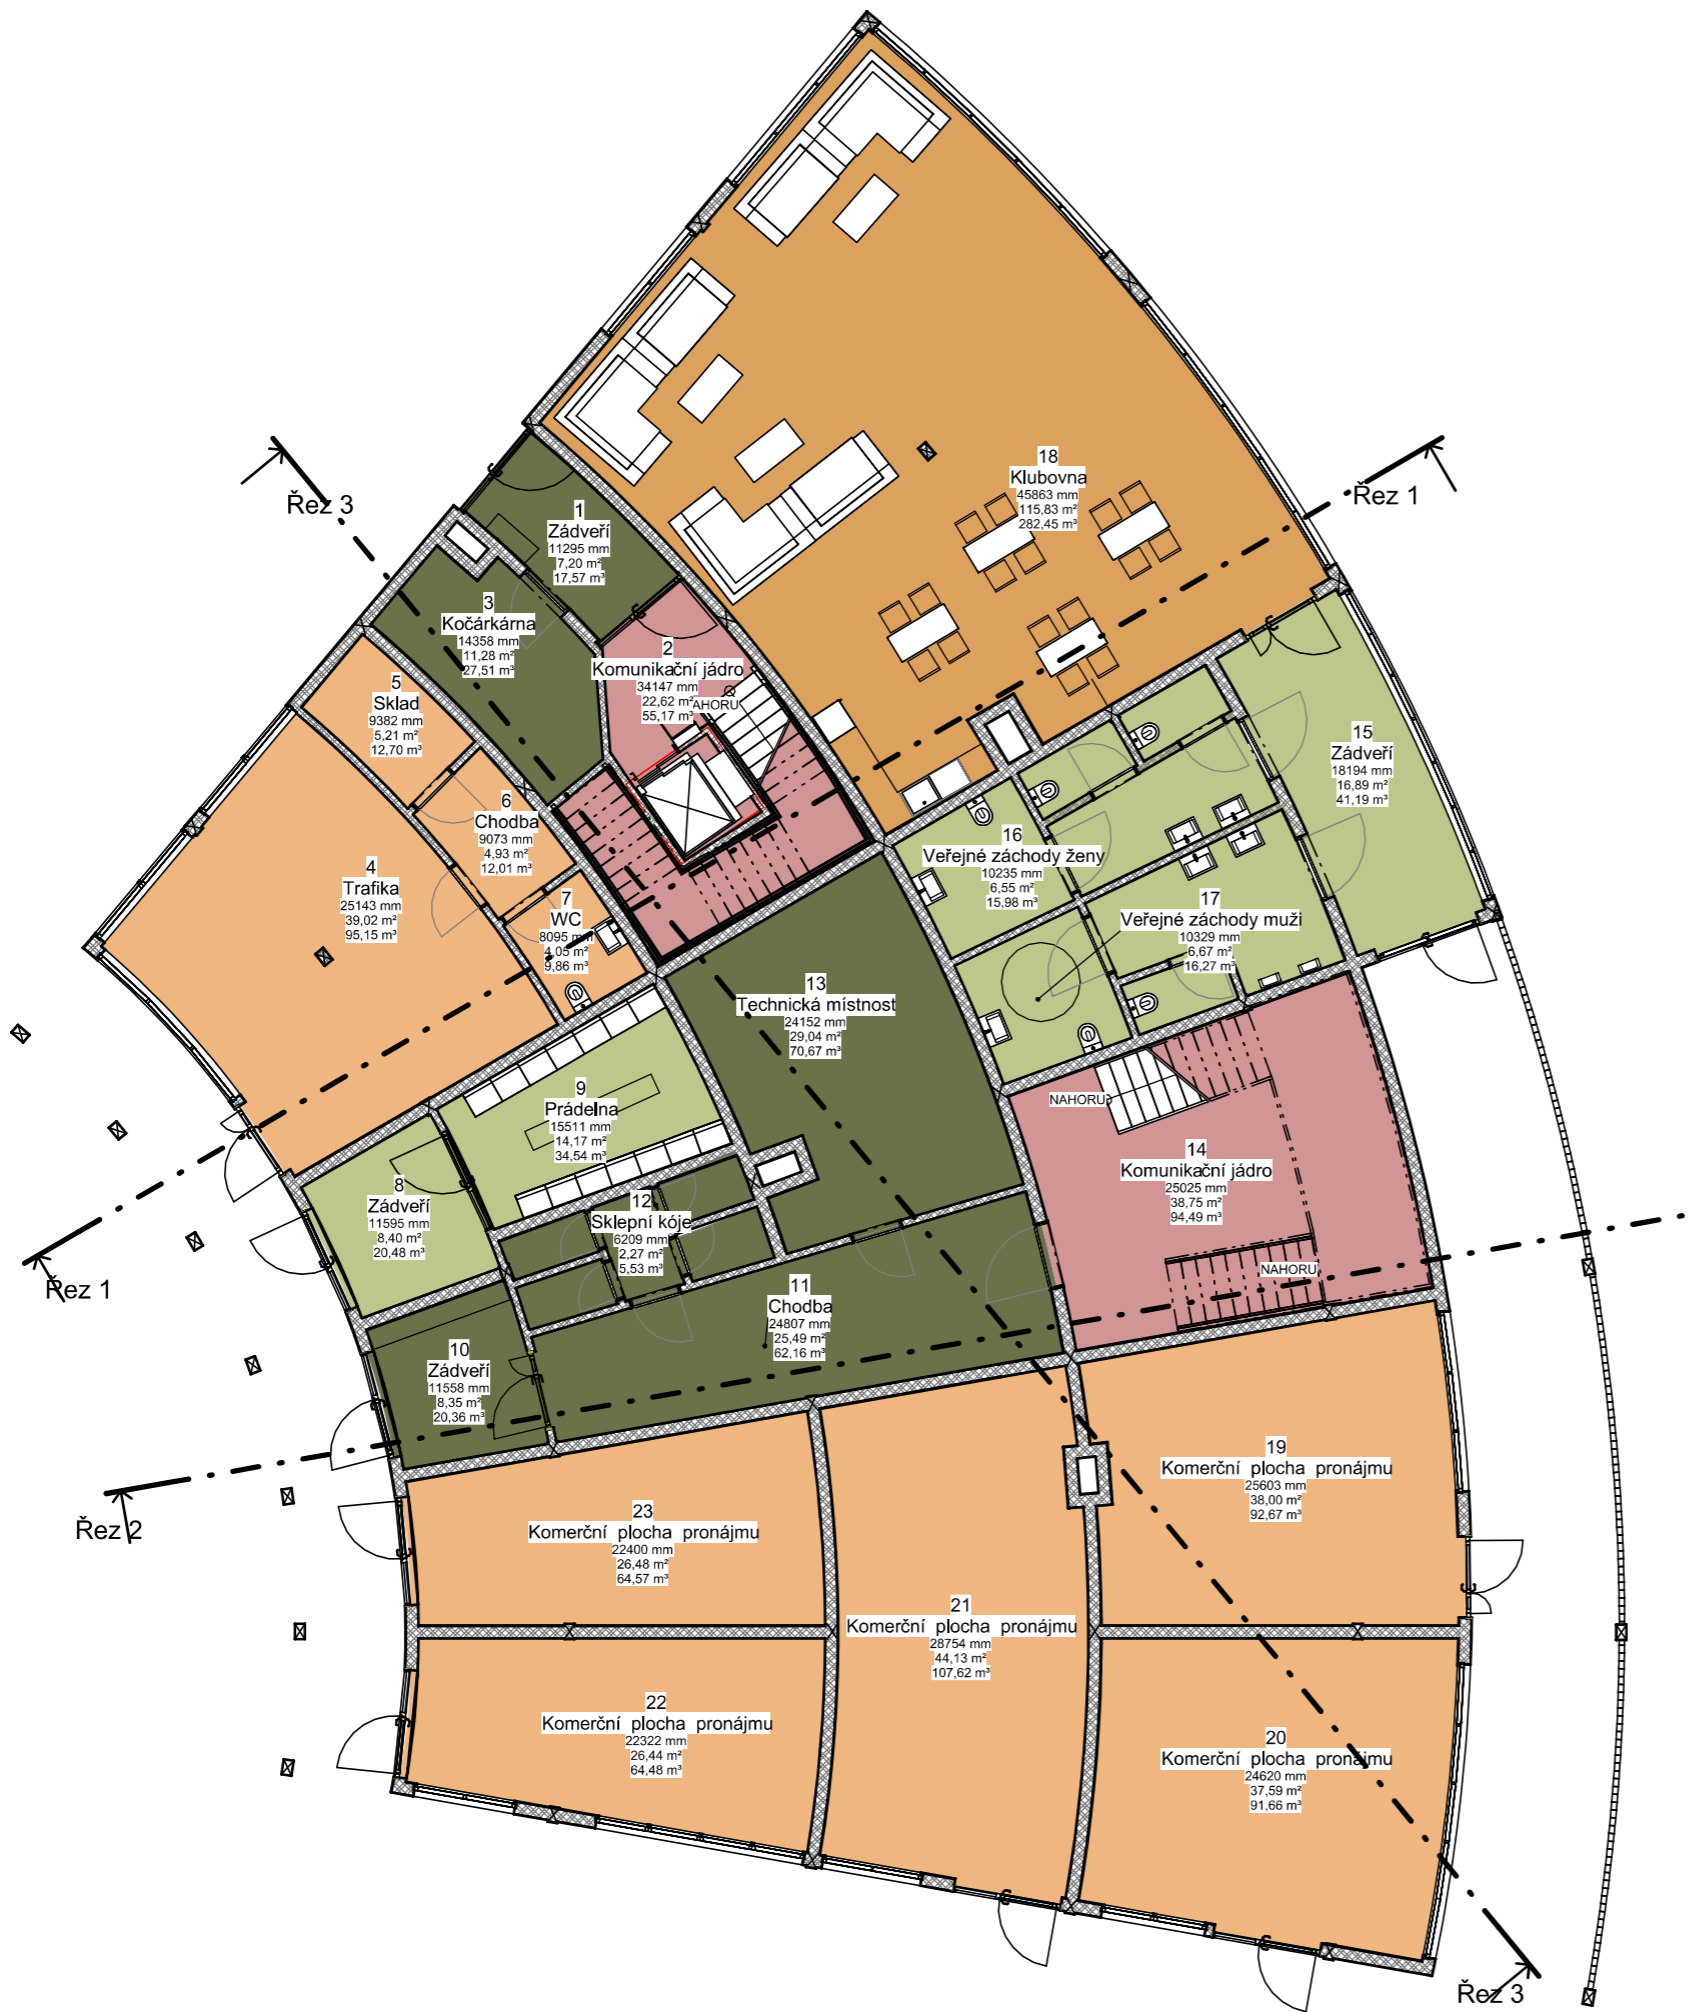 18
Klubovna
45863 mm
115,83 m²
282,45 m³
Řez 1
Řez 3
1
Zádveří
11295 mm
7,20 m²
17,57 m³
3
Kočárkárna
14358 mm
11,28 m²
27,51 m³
2
Komunikační jádro
34147 mm
22,62 m²
55,17 m³
AHORU
5
Sklad
9382 mm
5,21 m²
12,70 m³
15
Zádveří
18194 mm
16,89 m²
41,19 m³
6
Chodba
9073 mm
4,93 m²
12,01 m³
16
Veřejné záchody ženy
10235 mm
6,55 m²
15,98 m³
4
Trafika
25143 mm
39,02 m²
95,15 m³
7
WC
8095 mm
4,05 m²
9,86 m³
17
Veřejné záchody muži
10329 mm
6,67 m²
16,27 m³
13
Technická místnost
24152 mm
29,04 m²
70,67 m³
9
Prádelna
15511 mm
14,17 m²
34,54 m³
NAHORU
14
Komunikační jádro
25025 mm
38,75 m²
94,49 m³
8
Zádveří
11595 mm
8,40 m²
20,48 m³
12
Sklepní kóje
6209 mm
2,27 m²
5,53 m³
NAHORU
Řez 1
11
Chodba
24807 mm
25,49 m²
62,16 m³
10
Zádveří
11558 mm
8,35 m²
20,36 m³
19
Komerční plocha pronájmu
25603 mm
38,00 m²
92,67 m³
Řez 2
23
Komerční plocha pronájmu
22400 mm
26,48 m²
64,57 m³
21
Komerční plocha pronájmu
28754 mm
44,13 m²
107,62 m³
22
Komerční plocha pronájmu
22322 mm
26,44 m²
64,48 m³
20
Komerční plocha pronájmu
24620 mm
37,59 m²
91,66 m³
Řez 3